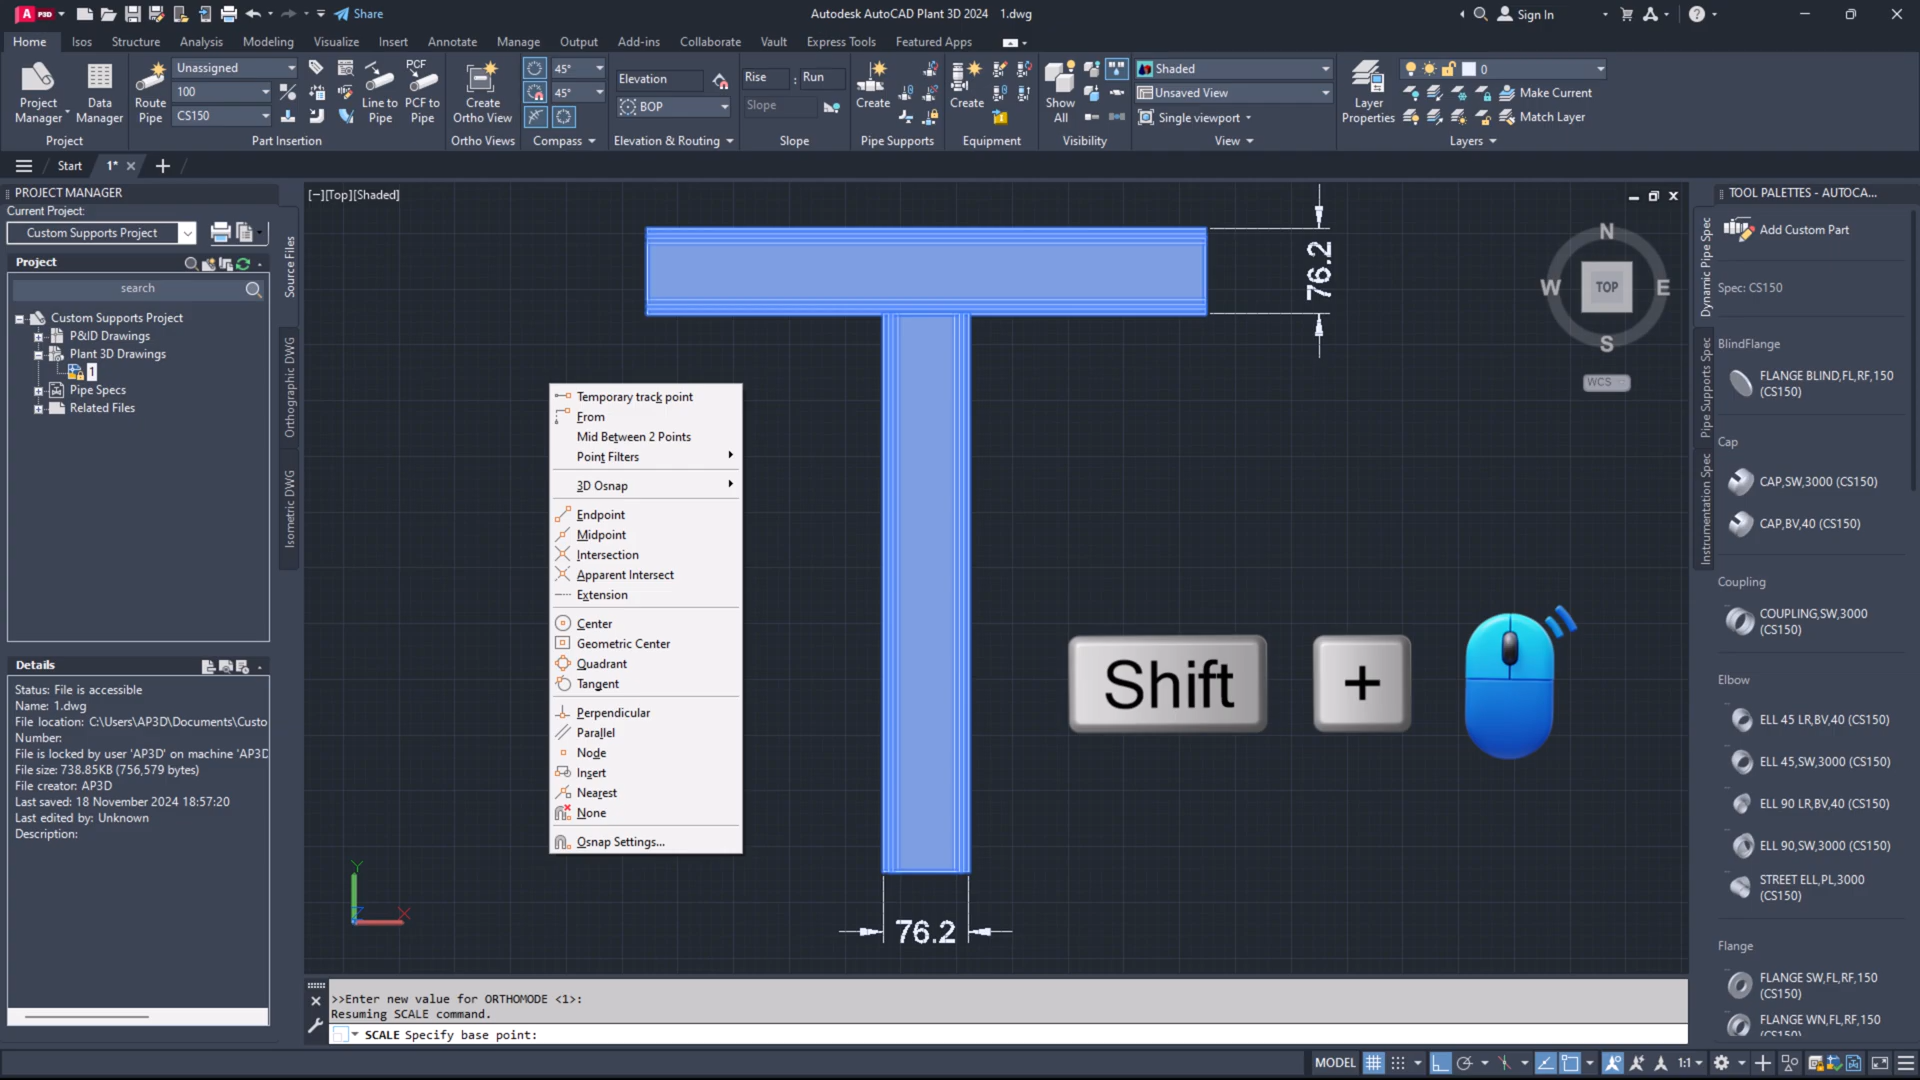 P3D
Share
Autodesk AutoCAD Plant 3D 2024 1.dwg
Sign In
Home
Isos
Structure
Analysis
Modeling
Visualize
Insert
Annotate
Manage
Output
Add-ins
Collaborate
Vault
Express Tools
Featured Apps
Project
Manager
Data
Manager
Project
Route
Pipe
Unassigned
100
CS150
Line to
Pipe
PCF
PCF to
Pipe
Part Insertion
Create
Ortho View
Ortho Views
45°
45°
Compass
Elevation
BOP
Elevation & Routing
Rise : Run
Slope
Slope
Create
Pipe Supports
Create
Equipment
Show
All
Visibility
Shaded
Unsaved View
Single viewport
View
Layer
Properties
0
Make Current
Match Layer
Layers
Start
1*
PROJECT MANAGER
Current Project:
Custom Supports Project
Project
search
Custom Supports Project
P&ID Drawings
Plant 3D Drawings
1
Pipe Specs
Related Files
Source Files
Orthographic DWG
Isometric DWG
Details
Status: File is accessible
Name: 1.dwg
File location: C:\Users\AP3D\Documents\Custo
Number:
File is locked by user 'AP3D' on machine 'AP3D
File size: 738.85KB (756,579 bytes)
File creator: AP3D
Last saved: 18 November 2024 18:57:20
Last edited by: Unknown
Description:
[−][Top][Shaded]
76.2
76.2
N
W
TOP
E
S
WCS
Temporary track point
From
Mid Between 2 Points
Point Filters
3D Osnap
Endpoint
Midpoint
Intersection
Apparent Intersect
Extension
Center
Geometric Center
Quadrant
Tangent
Perpendicular
Parallel
Node
Insert
Nearest
None
Osnap Settings...
Shift
+
Y
X
Z
>>Enter new value for ORTHOMODE <1>:
Resuming SCALE command.
SCALE Specify base point:
TOOL PALETTES - AUTOCA...
Dynamic Pipe Spec
Pipe Supports Spec
Instrumentation Spec
Add Custom Part
Spec: CS150
BlindFlange
FLANGE BLIND,FL,RF,150
(CS150)
Cap
CAP,SW,3000 (CS150)
CAP,BV,40 (CS150)
Coupling
COUPLING,SW,3000
(CS150)
Elbow
ELL 45 LR,BV,40 (CS150)
ELL 45,SW,3000 (CS150)
ELL 90 LR,BV,40 (CS150)
ELL 90,SW,3000 (CS150)
STREET ELL,PL,3000
(CS150)
Flange
FLANGE SW,FL,RF,150
(CS150)
FLANGE WN,FL,RF,150
(CS150)
MODEL
1:1